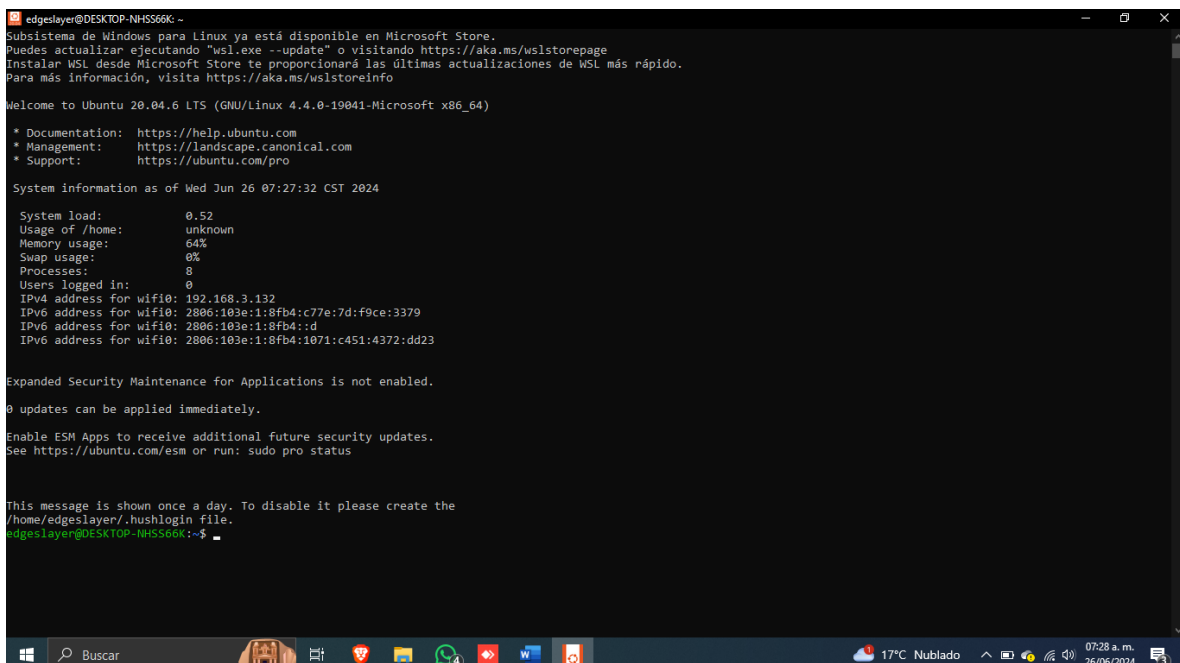 edgeslayer@DESKTOP-NHSS66K: ~
Subsistema de Windows para Linux ya está disponible en Microsoft Store.
Puedes actualizar ejecutando "wsl.exe --update" o visitando https://aka.ms/wslstorepage
Instalar WSL desde Microsoft Store te proporcionará las últimas actualizaciones de WSL más rápido.
Para más información, visita https://aka.ms/wslstoreinfo
Welcome to Ubuntu 20.04.6 LTS (GNU/Linux 4.4.0-19041-Microsoft x86_64)
* Documentation: https://help.ubuntu.com
* Management: https://landscape.canonical.com
* Support: https://ubuntu.com/pro
System information as of Wed Jun 26 07:27:32 CST 2024
System load: 0.52
Usage of /home: unknown
Memory usage: 64%
Swap usage: 0%
Processes: 8
Users logged in: 0
IPv4 address for wifi0: 192.168.3.132
IPv6 address for wifi0: 2806:103e:1:8fb4:c77e:7d:f9ce:3379
IPv6 address for wifi0: 2806:103e:1:8fb4::d
IPv6 address for wifi0: 2806:103e:1:8fb4:1071:c451:4372:dd23
Expanded Security Maintenance for Applications is not enabled.
0 updates can be applied immediately.
Enable ESM Apps to receive additional future security updates.
See https://ubuntu.com/esm or run: sudo pro status
This message is shown once a day. To disable it please create the
/home/edgeslayer/.hushlogin file.
edgeslayer@DESKTOP-NHSS66K:~$
Buscar
4
W
17°C Nublado
07:28 a. m.
26/06/2024
3